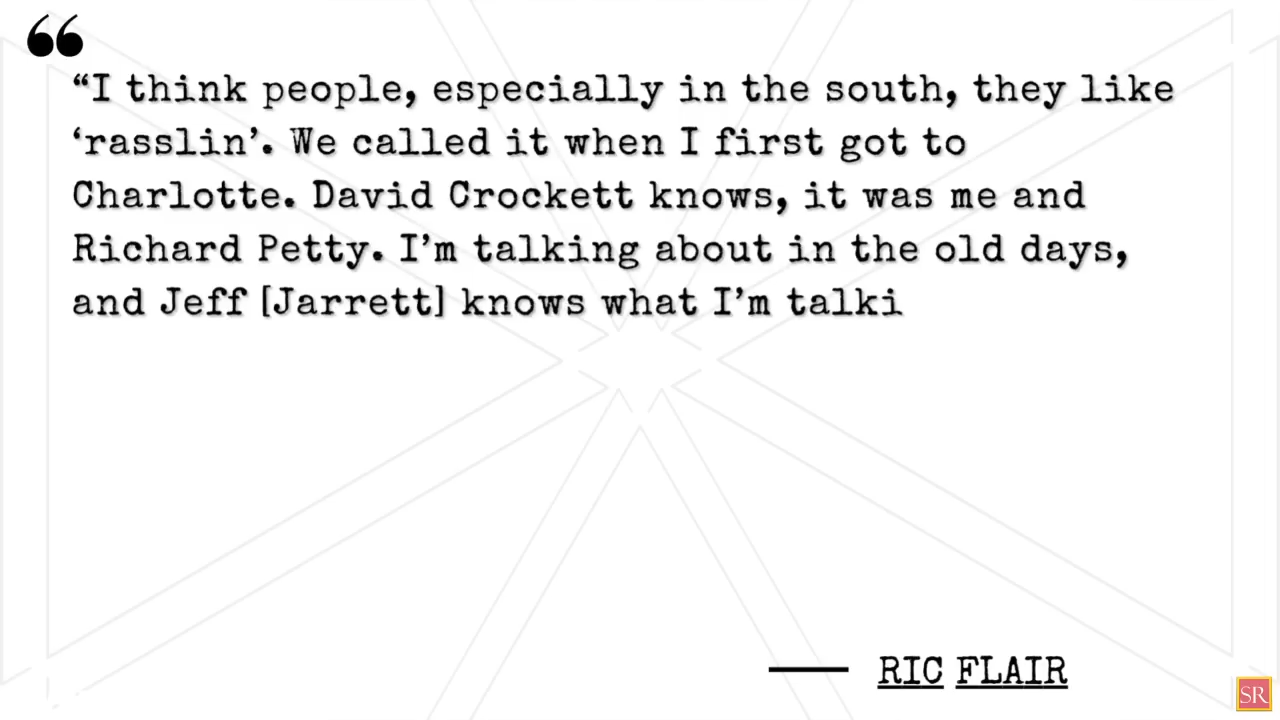 “I think people, especially in the south, they like
‘rasslin’. We called it when I first got to
Charlotte. David Crockett knows, it was me and
Richard Petty. I’m talking about in the old days,
and Jeff [Jarrett] knows what I’m talki
RIC FLAIR
SR